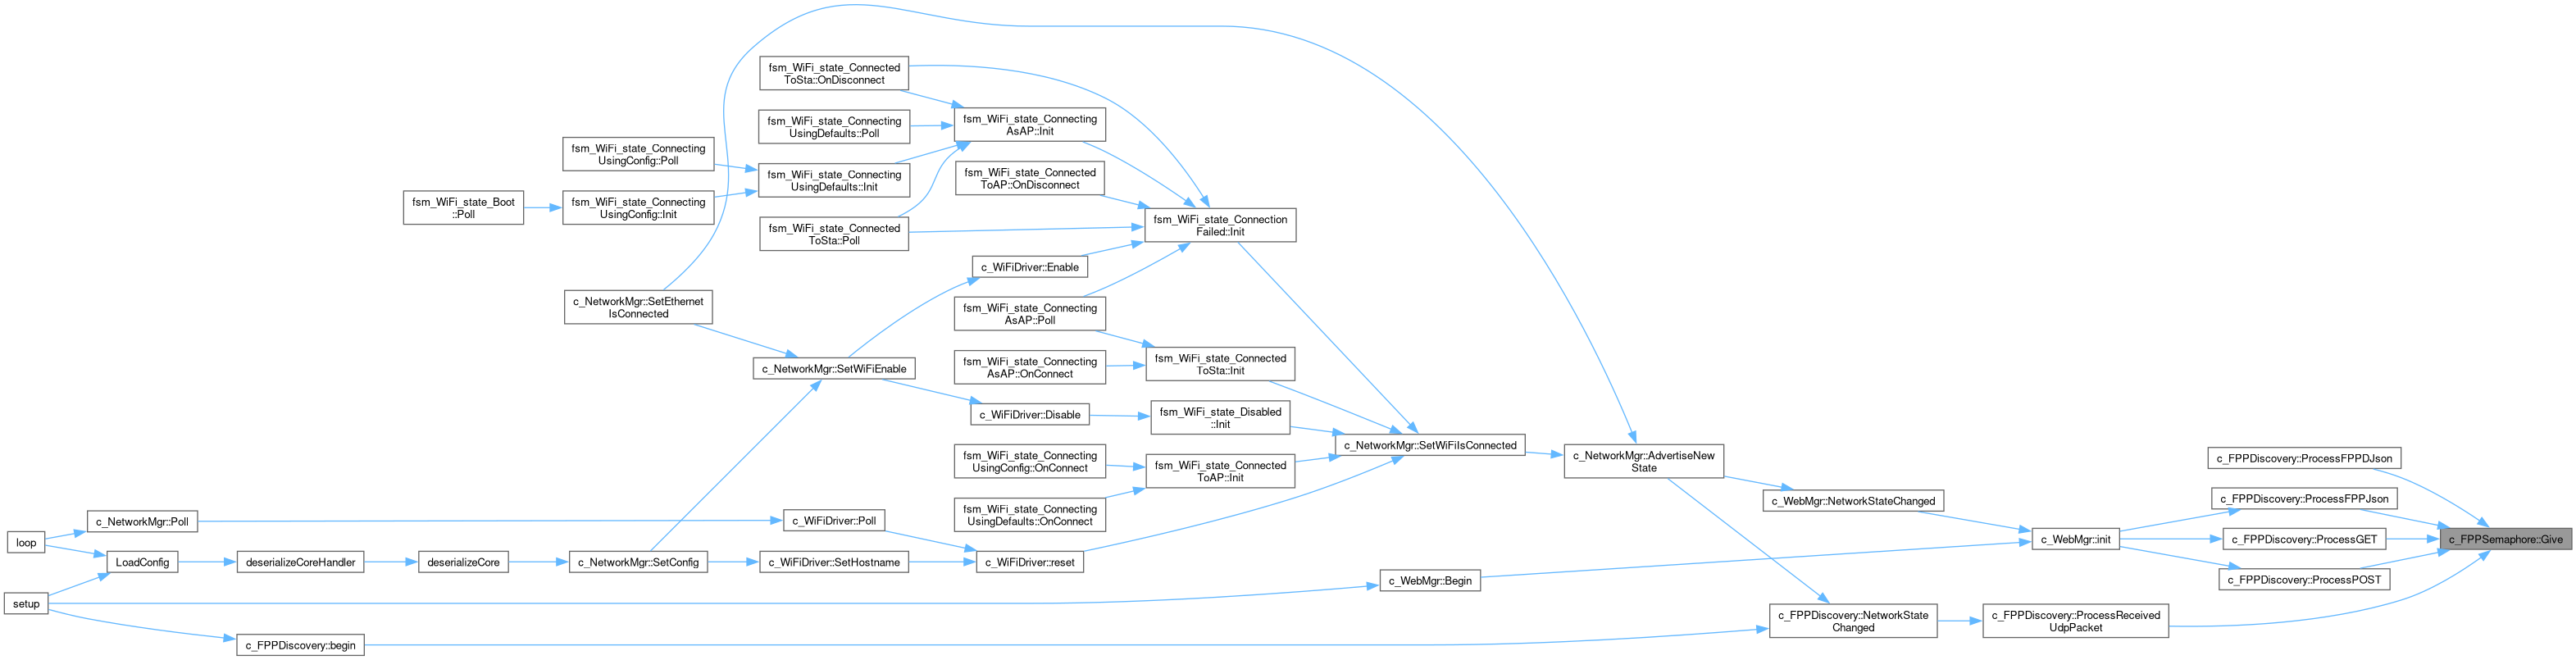 fsm_WiFi_state_Connected
ToSta::OnDisconnect
fsm_WiFi_state_Connecting
UsingDefaults::Poll
fsm_WiFi_state_Connecting
AsAP::Init
fsm_WiFi_state_Connecting
UsingConfig::Poll
fsm_WiFi_state_Connecting
UsingDefaults::Init
fsm_WiFi_state_Connected
ToAP::OnDisconnect
fsm_WiFi_state_Boot
::Poll
fsm_WiFi_state_Connecting
UsingConfig::Init
fsm_WiFi_state_Connected
ToSta::Poll
fsm_WiFi_state_Connection
Failed::Init
c_WiFiDriver::Enable
c_NetworkMgr::SetEthernet
IsConnected
fsm_WiFi_state_Connecting
AsAP::Poll
c_NetworkMgr::SetWiFiEnable
fsm_WiFi_state_Connecting
AsAP::OnConnect
fsm_WiFi_state_Connected
ToSta::Init
c_WiFiDriver::Disable
fsm_WiFi_state_Disabled
::Init
c_NetworkMgr::SetWiFiIsConnected
c_NetworkMgr::AdvertiseNew
State
fsm_WiFi_state_Connecting
UsingConfig::OnConnect
fsm_WiFi_state_Connected
ToAP::Init
c_FPPDiscovery::ProcessFPPDJson
fsm_WiFi_state_Connecting
UsingDefaults::OnConnect
c_WebMgr::NetworkStateChanged
c_FPPDiscovery::ProcessFPPJson
c_NetworkMgr::Poll
c_WiFiDriver::Poll
loop
c_WebMgr::init
c_FPPDiscovery::ProcessGET
c_FPPSemaphore::Give
LoadConfig
deserializeCoreHandler
deserializeCore
c_NetworkMgr::SetConfig
c_WiFiDriver::SetHostname
c_WiFiDriver::reset
c_WebMgr::Begin
c_FPPDiscovery::ProcessPOST
setup
c_FPPDiscovery::NetworkState
Changed
c_FPPDiscovery::ProcessReceived
UdpPacket
c_FPPDiscovery::begin